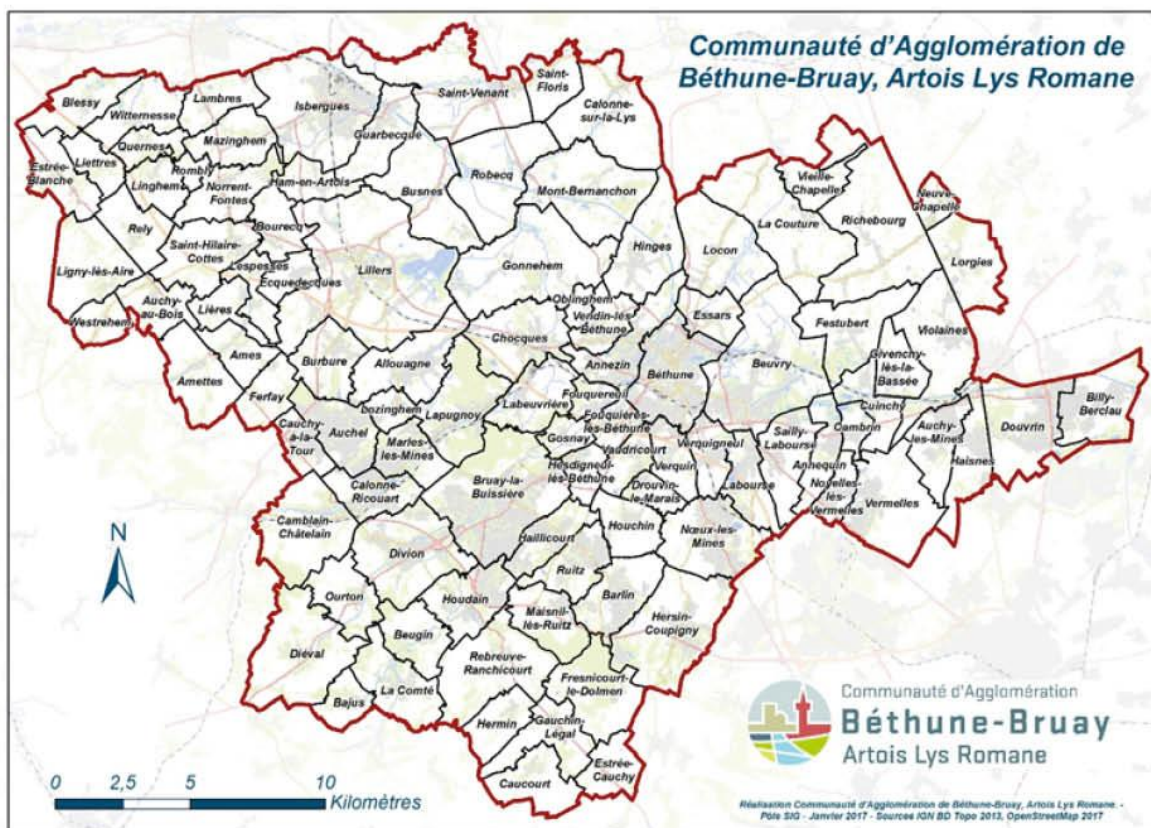 Communauté d'Agglomération de
Béthune-Bruay, Artois Lys Romane
Blessy
Witternesse
Lambres
Isbergues
Saint-Venant
Saint-
Floris
Calonne-
sur-la-Lys
Quernes
Mazinghem
Guarbecque
Estrée-
Blanche
Liettres
Linghem
Rombly
Norrent-
Fontes
Ham-en-Artois
Busnes
Robecq
Mont-Bernanchon
Vieille-
Chapelle
Neuve-
Chapelle
La Couture
Richebourg
Rely
Bourecq
Saint-Hilaire-
Cottes
Hinges
Locon
Lorgies
Ligny-lès-Aire
Lespesses
Ecquedecques
Lillers
Gonnehem
Westrehem
Auchy-
au-Bois
Lières
Oblinghem
Vendin-lès-
Béthune
Essars
Festubert
Violaines
Chocques
Ames
Burbure
Allouagne
Annezin
Béthune
Beuvry
Givenchy-
lès-la-
Bassée
Amettes
Ferfay
Lozinghem
Lapugnoy
Labeuvrière
Fouquereuil
Fouquières-
lès-Béthune
Cuinchy
Billy-
Berclau
Cauchy-
à-la-
Tour
Auchel
Marles-
les-Mines
Gosnay
Vaudricourt
Verquigneul
Sailly-
Labourse
Cambrin
Auchy-
les-Mines
Douvrin
Haisnes
Calonne-
Ricouart
Bruay-la-
Buissière
Hesdigneul-
lès-Béthune
Verquin
Drouvin-
le-Marais
Labourse
Annequin
Noyelles-
lès-
Vermelles
Vermelles
Camblain-
Châtelain
Divion
Haillicourt
Houchin
Nœux-les-
Mines
Ruitz
Ourton
Houdain
Barlin
Maisnil-
lès-Ruitz
Hersin-
Coupigny
Beugin
Diéval
Rebreuve-
Ranchicourt
Fresnicourt-
le-Dolmen
Bajus
La Comté
Hermin
Gauchin-
Légal
Estrée-
Cauchy
Caucourt
N
0 2,5 5 10
Kilomètres
Communauté d'Agglomération
Béthune-Bruay
Artois Lys Romane
Réalisation Communauté d'Agglomération de Béthune-Bruay, Artois Lys Romane. -
Pôle SIG - Janvier 2017 - Sources IGN BD Topo 2013, OpenStreetMap 2017